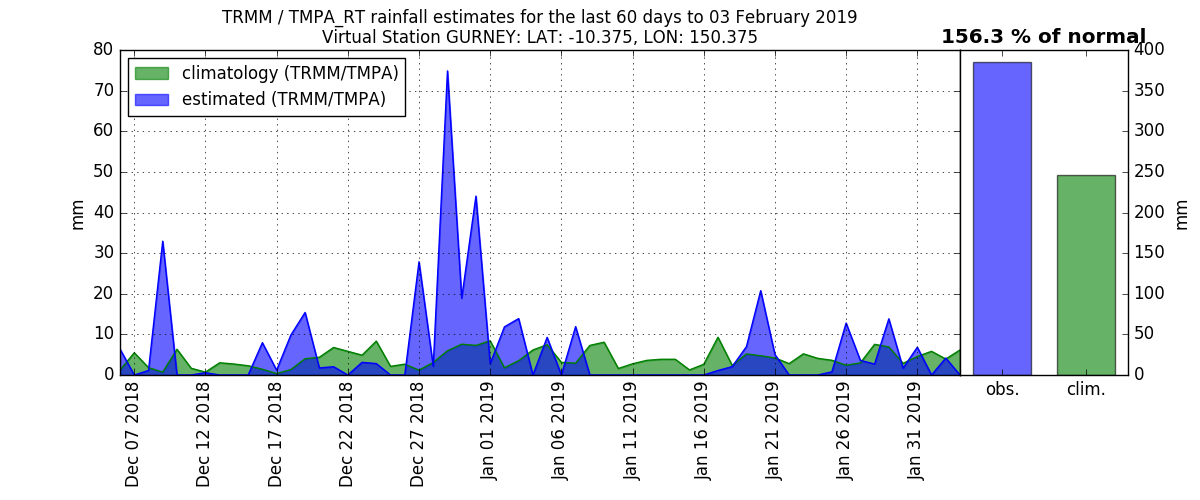 TRMM / TMPA_RT rainfall estimates for the last 60 days to 03 February 2019
Virtual Station GURNEY: LAT: -10.375, LON: 150.375
156.3 % of normal
climatology (TRMM/TMPA)
estimated (TRMM/TMPA)
80
70
60
50
40
30
20
10
0
mm
Dec 07 2018
Dec 12 2018
Dec 17 2018
Dec 22 2018
Dec 27 2018
Jan 01 2019
Jan 06 2019
Jan 11 2019
Jan 16 2019
Jan 21 2019
Jan 26 2019
Jan 31 2019
400
350
300
250
200
150
100
50
0
mm
obs.
clim.